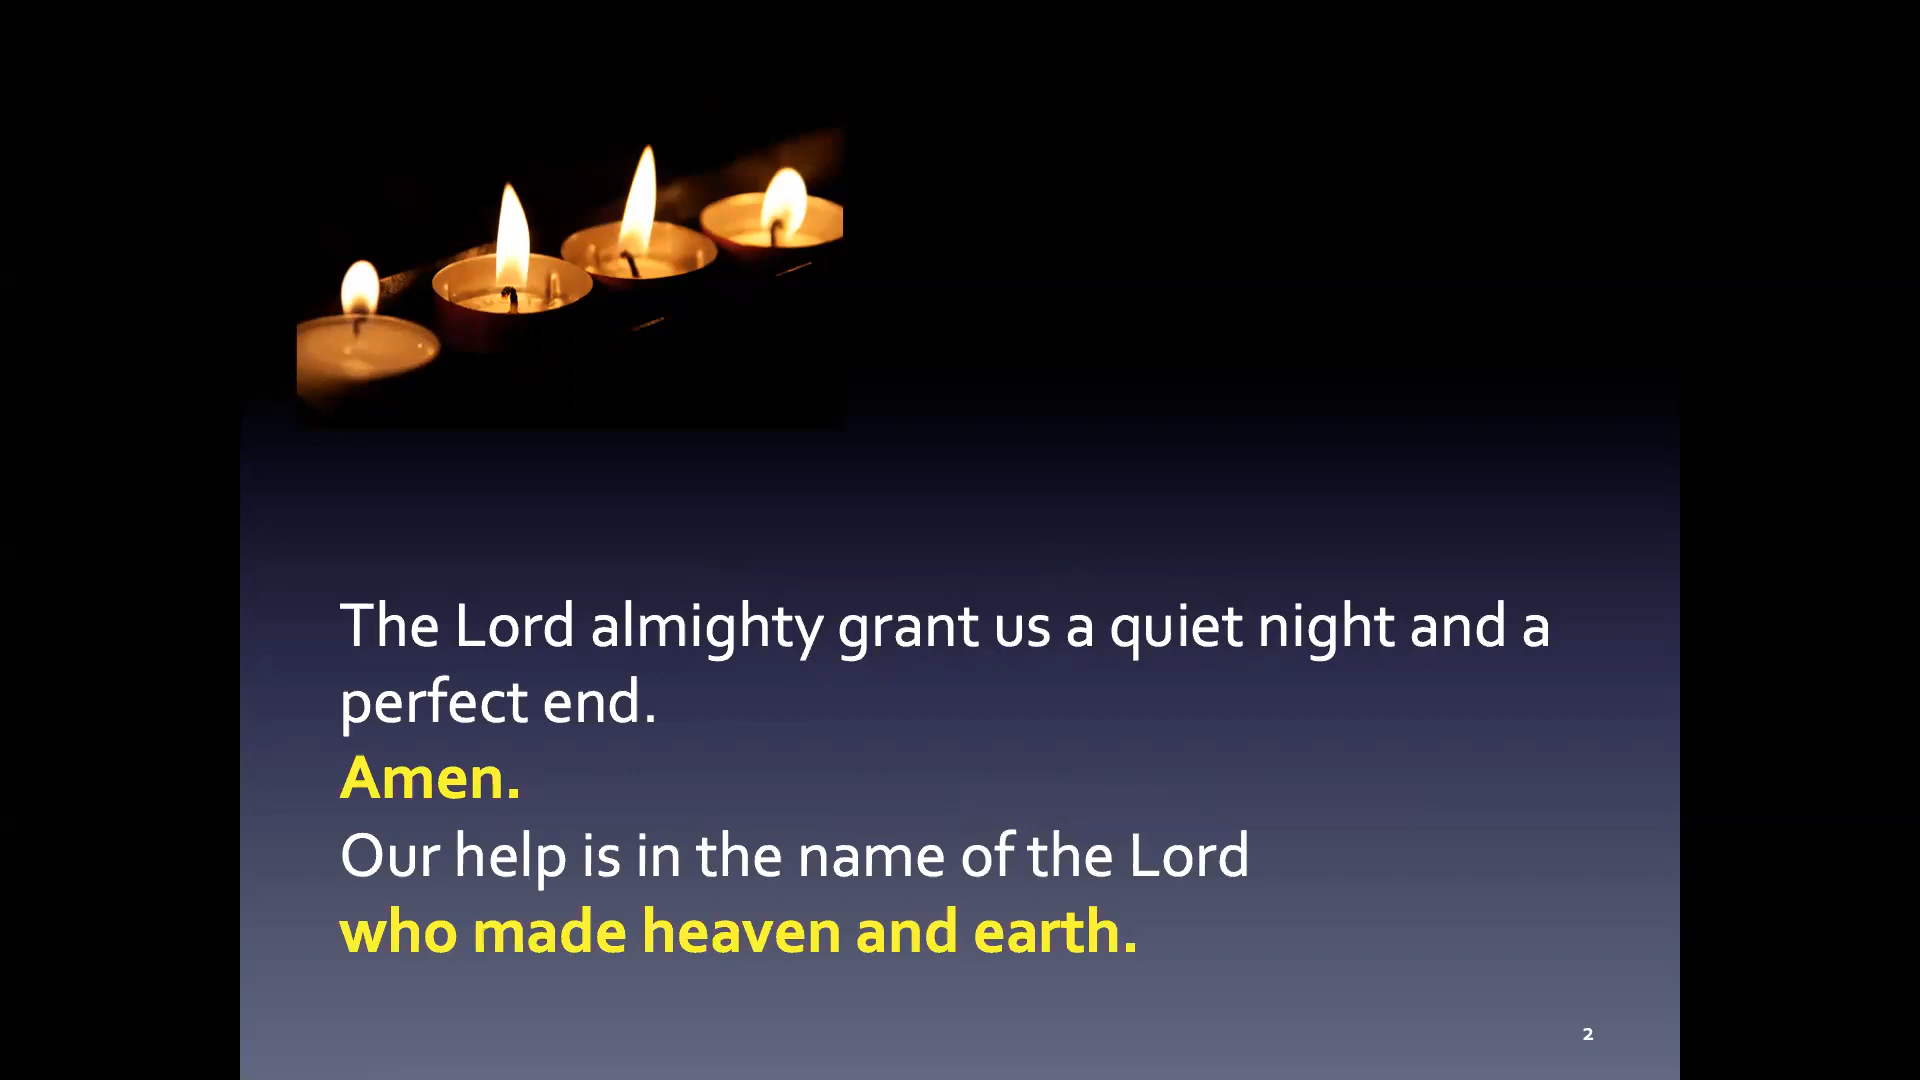 The Lord almighty grant us a quiet night and a
perfect end.
Amen.
Our help is in the name of the Lord
who made heaven and earth.
2